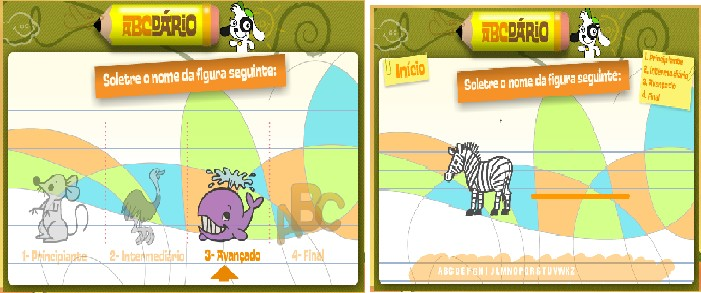 ABCDÁRIO
Soletre o nome da figura seguinte:
ABC
1- Principiante
2- Intermediário
3- Avançado
4- Final
ABCDÁRIO
Início
Soletre o nome da figura seguinte:
1. Principiante
2. Intermediário
3. Avançado
4. Final